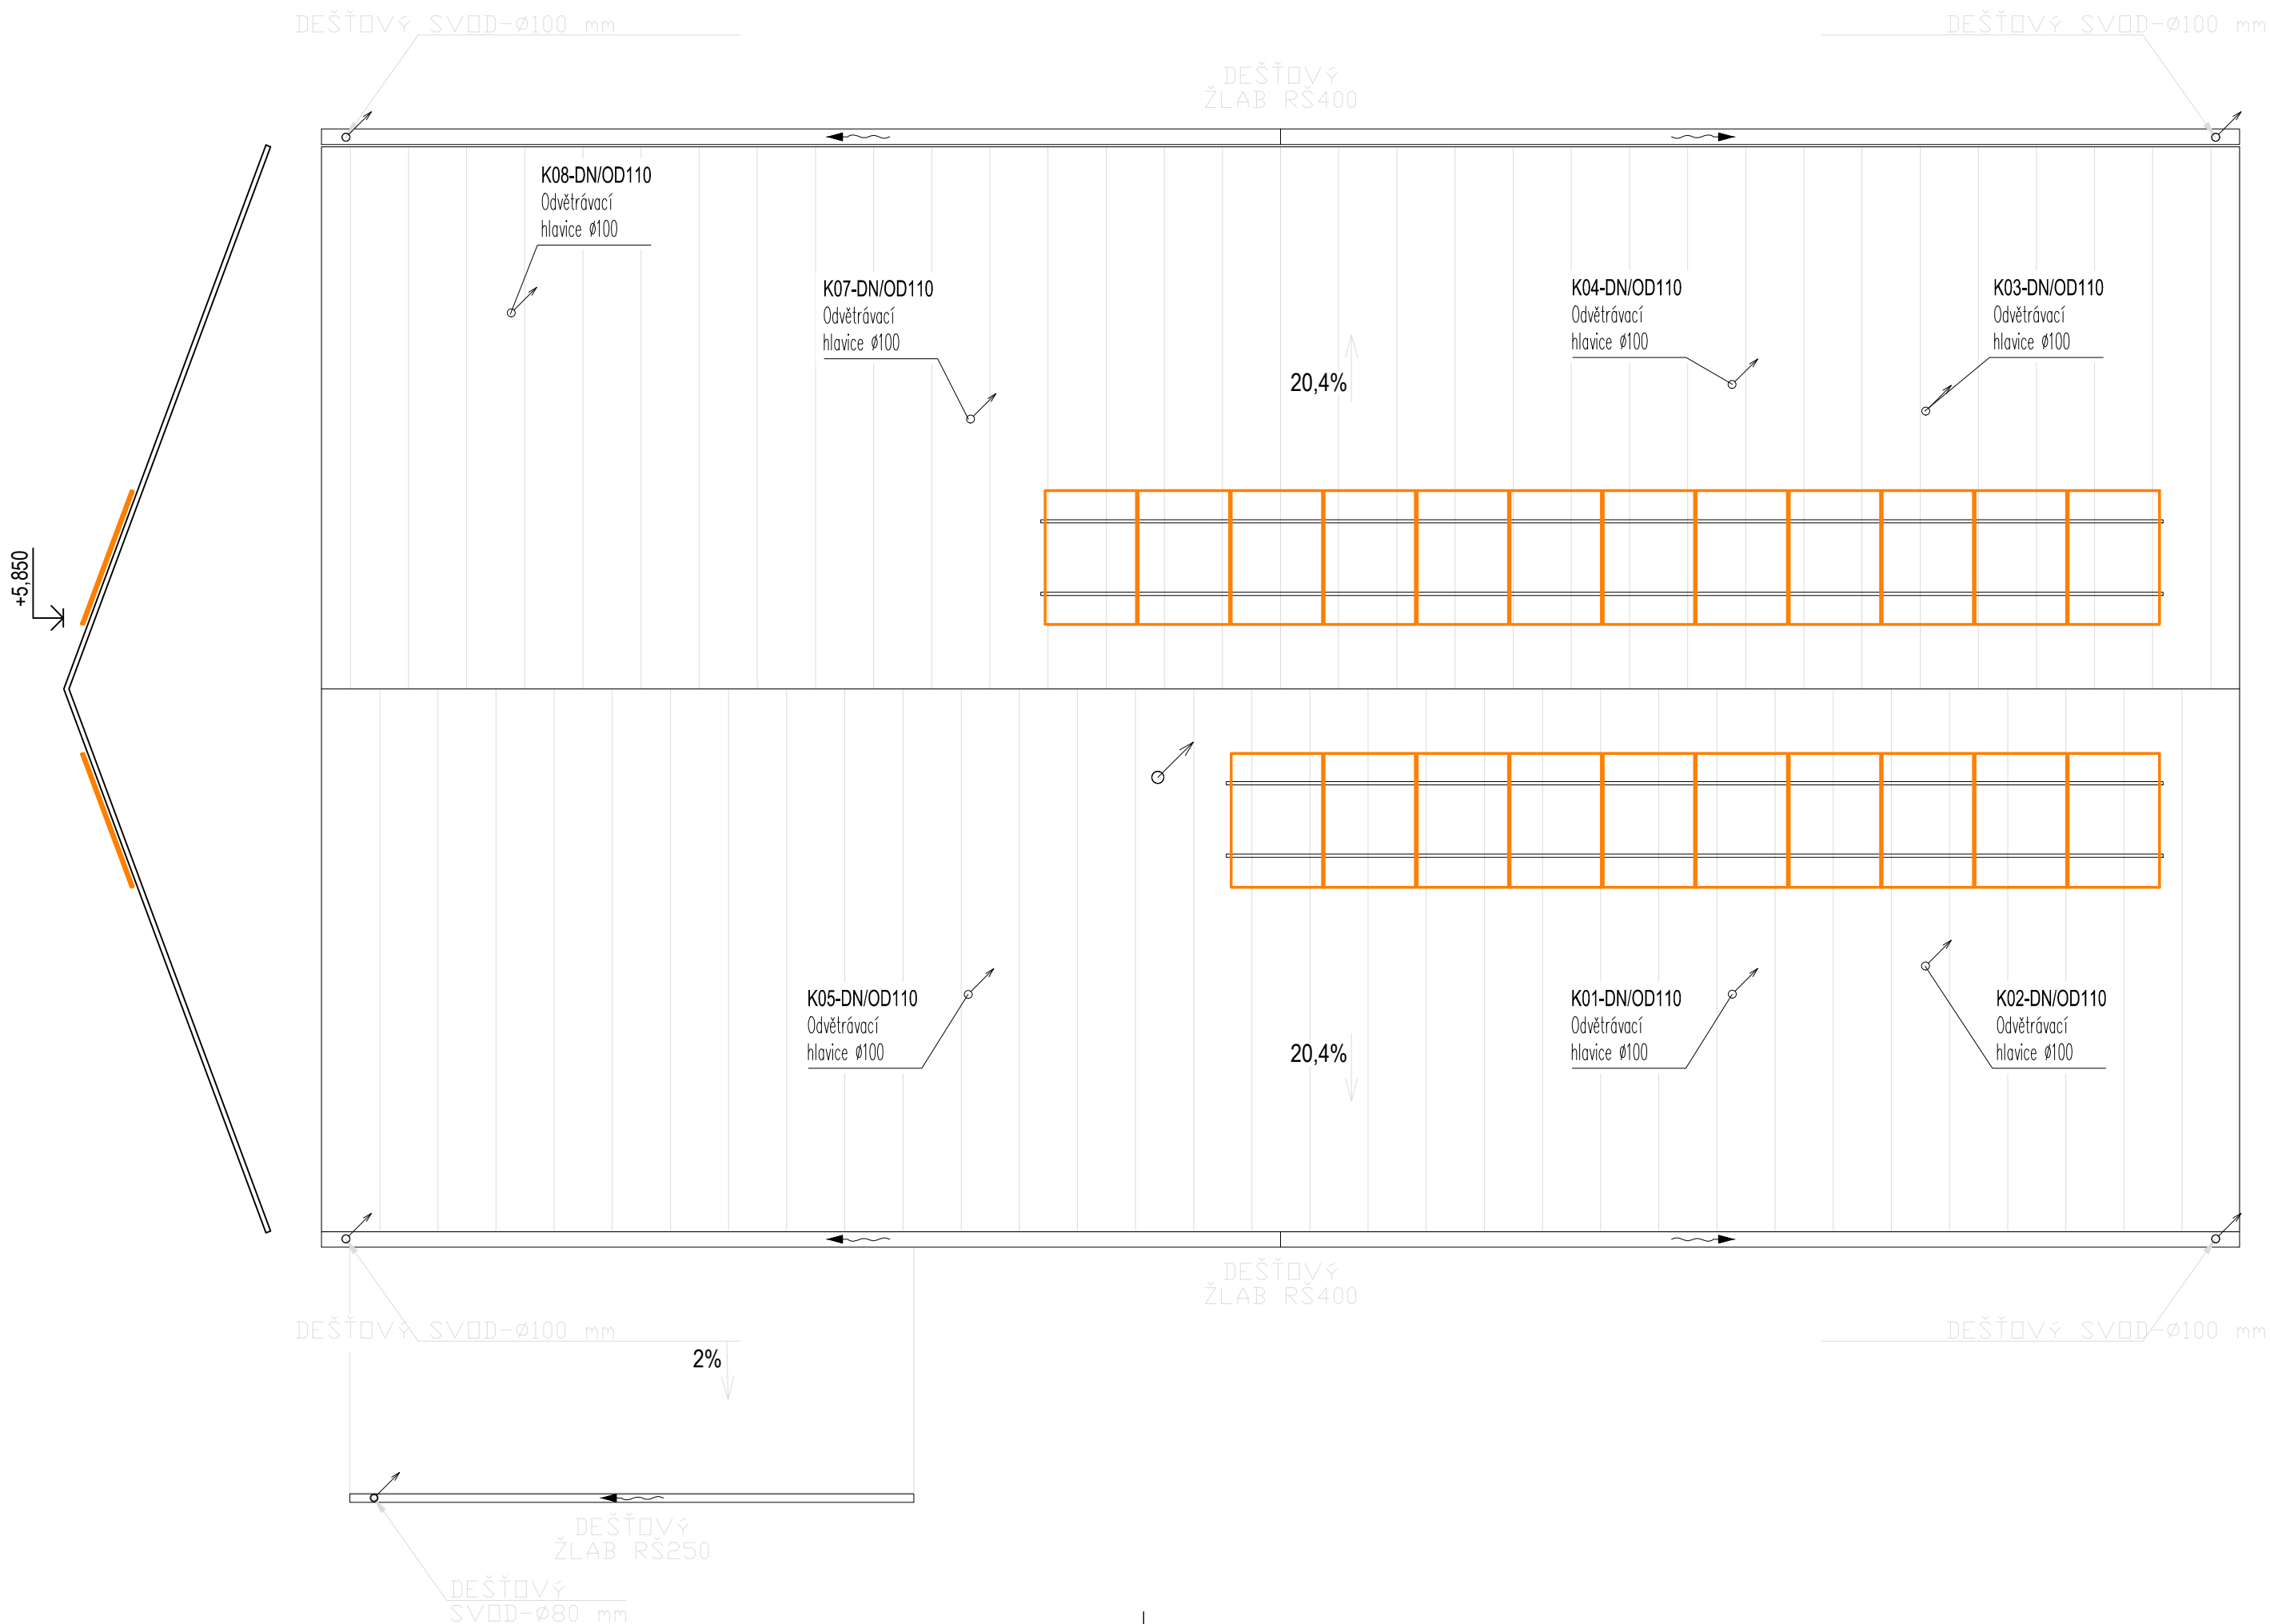 DEŠŤOVÝ SVOD-Ø100 mm
DEŠŤOVÝ SVOD-Ø100 mm
DEŠŤOVÝ
ŽLAB RŠ400
K08-DN/OD110
Odvětrávací
hlavice Ø100
K07-DN/OD110
Odvětrávací
hlavice Ø100
K04-DN/OD110
Odvětrávací
hlavice Ø100
K03-DN/OD110
Odvětrávací
hlavice Ø100
20,4%
+5,850
K05-DN/OD110
Odvětrávací
hlavice Ø100
20,4%
K01-DN/OD110
Odvětrávací
hlavice Ø100
K02-DN/OD110
Odvětrávací
hlavice Ø100
DEŠŤOVÝ
ŽLAB RŠ400
DEŠŤOVÝ SVOD-Ø100 mm
DEŠŤOVÝ SVOD-Ø100 mm
2%
DEŠŤOVÝ
ŽLAB RŠ250
DEŠŤOVÝ
SVOD-Ø80 mm